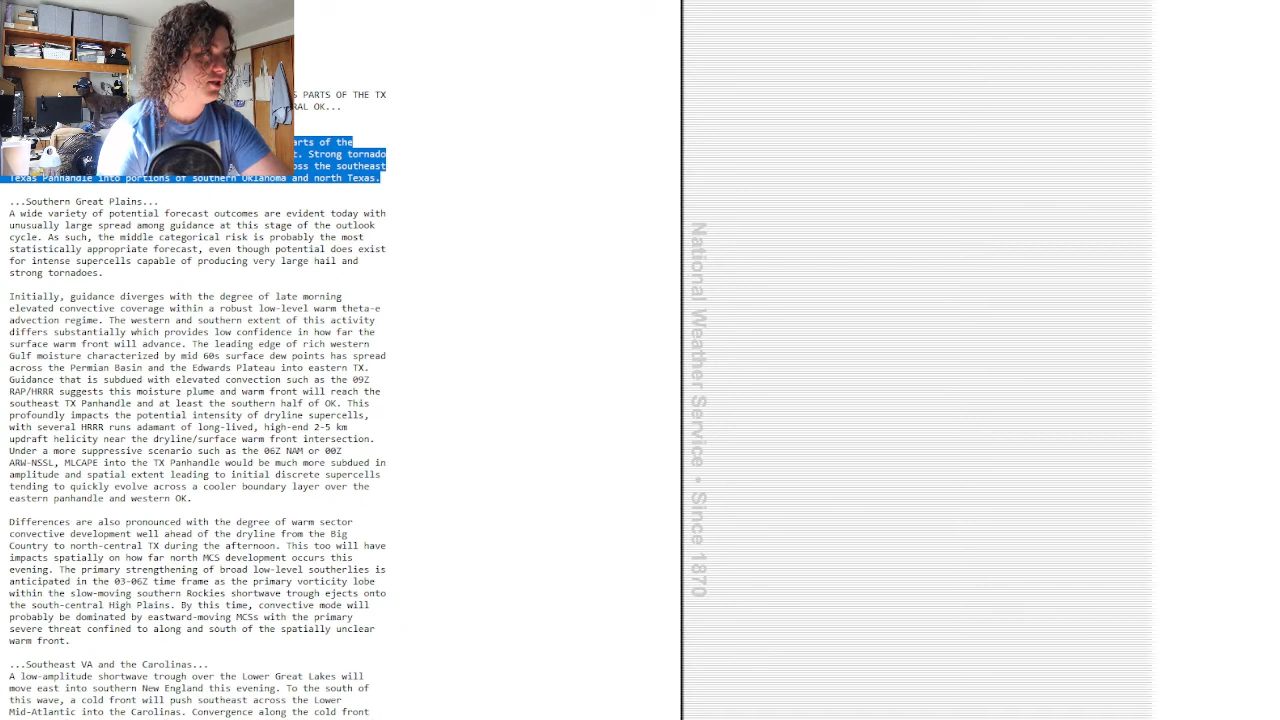 S PARTS OF THE TX
RAL OK...
arts of the
t. Strong tornado
oss the southeast
Texas Panhandle into portions of southern Oklahoma and north Texas.
...Southern Great Plains...
A wide variety of potential forecast outcomes are evident today with
unusually large spread among guidance at this stage of the outlook
cycle. As such, the middle categorical risk is probably the most
statistically appropriate forecast, even though potential does exist
for intense supercells capable of producing very large hail and
strong tornadoes.
Initially, guidance diverges with the degree of late morning
elevated convective coverage within a robust low-level warm theta-e
advection regime. The western and southern extent of this activity
differs substantially which provides low confidence in how far the
surface warm front will advance. The leading edge of rich western
Gulf moisture characterized by mid 60s surface dew points has spread
across the Permian Basin and the Edwards Plateau into eastern TX.
Guidance that is subdued with elevated convection such as the 09Z
RAP/HRRR suggests this moisture plume and warm front will reach the
southeast TX Panhandle and at least the southern half of OK. This
profoundly impacts the potential intensity of dryline supercells,
with several HRRR runs adamant of long-lived, high-end 2-5 km
updraft helicity near the dryline/surface warm front intersection.
Under a more suppressive scenario such as the 06Z NAM or 00Z
ARW-NSSL, MLCAPE into the TX Panhandle would be much more subdued in
amplitude and spatial extent leading to initial discrete supercells
tending to quickly evolve across a cooler boundary layer over the
eastern panhandle and western OK.
Differences are also pronounced with the degree of warm sector
convective development well ahead of the dryline from the Big
Country to north-central TX during the afternoon. This too will have
impacts spatially on how far north MCS development occurs this
evening. The primary strengthening of broad low-level southerlies is
anticipated in the 03-06Z time frame as the primary vorticity lobe
within the slow-moving southern Rockies shortwave trough ejects onto
the south-central High Plains. By this time, convective mode will
probably be dominated by eastward-moving MCSs with the primary
severe threat confined to along and south of the spatially unclear
warm front.
...Southeast VA and the Carolinas...
A low-amplitude shortwave trough over the Lower Great Lakes will
move east into southern New England this evening. To the south of
this wave, a cold front will push southeast across the Lower
Mid-Atlantic into the Carolinas. Convergence along the cold front
National Weather Service • Since 1870